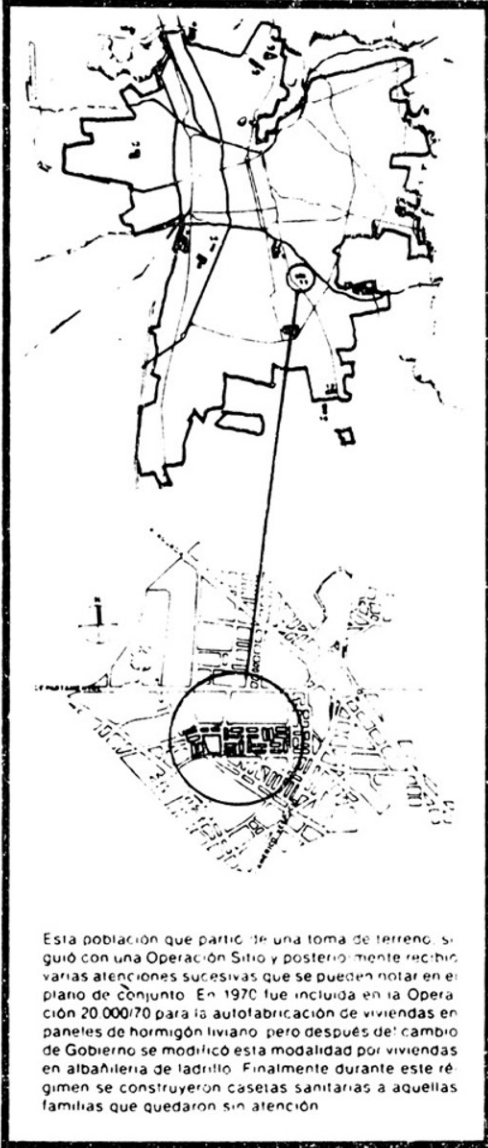 Esta población que partió de una toma de terreno, si
guió con una Operación Sitio y posteriormente recibió
varias atenciones sucesivas que se pueden notar en el
plano de conjunto. En 1970 fue incluida en la Opera
ción 20.000/70 para la autofabricación de viviendas en
paneles de hormigón liviano pero después del cambio
de Gobierno se modificó esta modalidad por viviendas
en albañilería de ladrillo. Finalmente durante este ré-
gimen se construyeron casetas sanitarias a aquellas
familias que quedaron sin atención